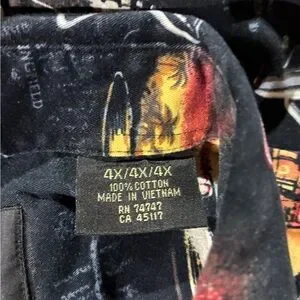 4X/4X/4X
100% COTTON
MADE IN VIETNAM
RN 74747
CA 45117